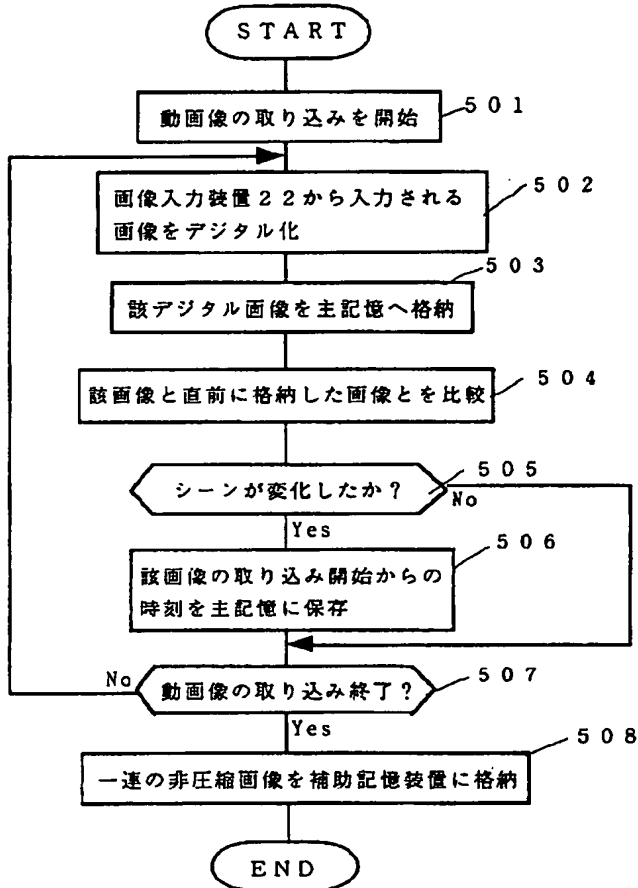 START
動画像の取り込みを開始
501
画像入力装置22から入力される
画像をデジタル化
502
503
該デジタル画像を主記憶へ格納
該画像と直前に格納した画像とを比較
504
シーンが変化したか?
505
No
Yes
506
該画像の取り込み開始からの
時刻を主記憶に保存
No
動画像の取り込み終了?
507
Yes
508
一連の非圧縮画像を補助記憶装置に格納
END